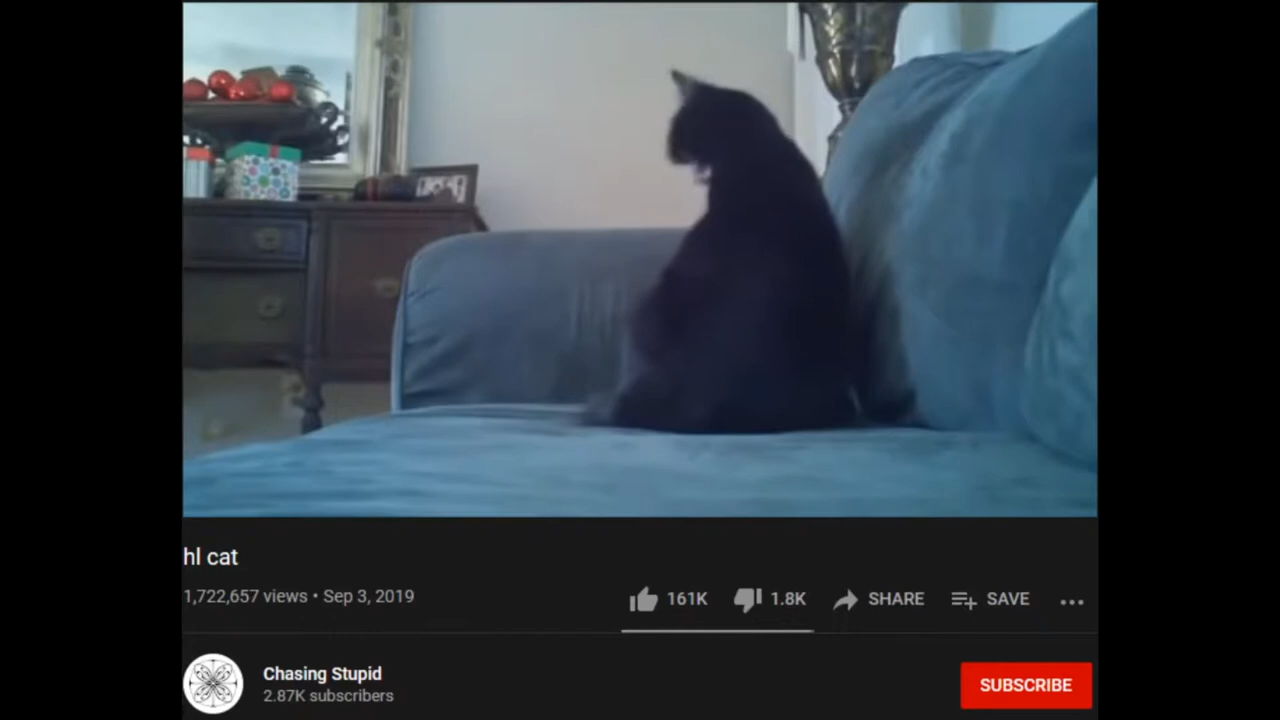 hl cat
1,722,657 views • Sep 3, 2019
161K
1.8K
SHARE
SAVE
Chasing Stupid
2.87K subscribers
SUBSCRIBE